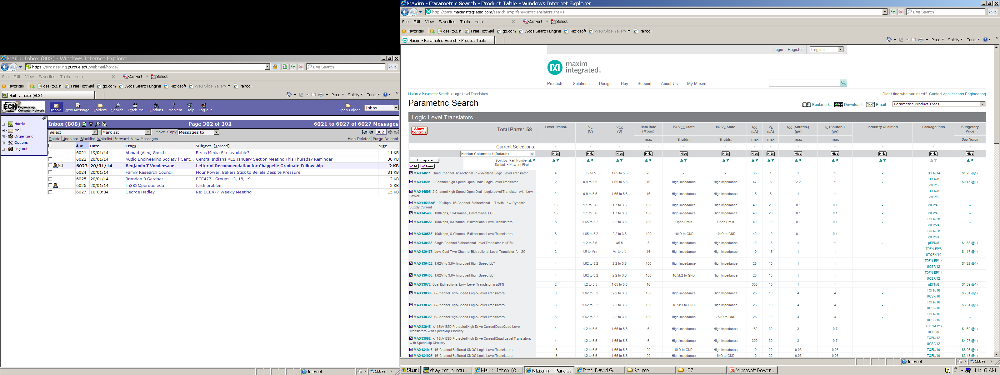 Mail :: Inbox (808) - Windows Internet Explorer
https://engineering.purdue.edu/webmail/horde/
Live Search
File Edit View Favorites Tools Help x Convert Select
Favorites desktop.ini Free Hotmail go.com Lycos Search Engine Microsoft Web Slice Gallery Yahoo!
Mail :: Inbox (808)
Page Safety Tools
ECN Engineering Computer Network
Inbox New Message Folders Search Fetch Mail Options Problem Help Log out Open Folder Inbox
Horde
Mail
Organizing
Options
Log out
Inbox (808) Page 302 of 302 6021 to 6027 of 6027 Messages
Select: Mark as: Move Copy Messages to 302
Delete Undelete Blacklist Whitelist Forward View Messages Hide Deleted Purge Deleted
# Date From Subject [Thread] Size
6021 19/01/14 Ahmad (Alex) Gheith Re: is Media Site available? 11 KB
6022 20/01/14 Audio Engineering Society | Cent... Central Indiana AES January Section Meeting This Thursday Reminder 30 KB
6023 20/01/14 Benjamin T Vondersaar Letter of Recommendation for Chappelle Graduate Fellowship 2 KB
6024 20/01/14 Family Research Council Flour Power: Bakers Stick to Beliefs Despite Pressure 31 KB
6025 20/01/14 Brandon B Gardner ECE477 - Groups 13, 18, 19 2 KB
6026 20/01/14 lin382@purdue.edu Iclick problem 2 KB
6027 10:00:04 George Hadley Re: ECE477 Weekly Meeting 15 KB
Internet 100%
Maxim - Parametric Search - Product Table - Windows Internet Explorer
http://para.maximintegrated.com/search.mvp?fam=bidirtranslators&hs=1
Live Search
File Edit View Favorites Tools Help x Convert Select
Favorites desktop.ini Free Hotmail go.com Lycos Search Engine Microsoft Web Slice Gallery Yahoo!
Maxim - Parametric Search - Product Table
Page Safety Tools
Login Register English
maxim integrated™
Products Solutions Design Buy Support About Us My Maxim
Maxim > Parametric Search > Logic Level Translators
Didn't find what you need? Contact Applications Engineering
Parametric Search
Bookmark Download Email Parametric Product Trees
Logic Level Translators
Show Controls Total Parts: 58 Level Transl. VL (V) VCC (V) Data Rate (Mbps) I/O VCC State I/O VL State ICC (µA) VL (µA) ICC (Shutdn.) (µA) IL (Shutdn.) (µA) Industry Qualified Package/Pins Budgetary Price
max Shutdn. Shutdn. max max max max See Notes
Current Selections: - - - - - - - - - - - - -
Hidden Columns: 4 (Default) Hide Hide Hide Hide Hide Hide Hide Hide Hide Hide Hide Hide Hide
Compare Sort by: Part Number:
All None Default = Newest First
MAX14611 Quad Channel Bidirectional Low-Voltage Logic Level Translator 4 0.9 to 5 1.65 to 5.5 20 - - 35 1 1 1 - TDFN/14 $1.28 @1k
MAX14591 2 Channel High Speed Open Drain Logic Level Translator 2 0.9 to 5.5 1.65 to 5.5 16 High Impedance High Impedance 47 6 2.2 1 - TDFN/8 WLP/8 $0.47 @1k
MAX14595 2 Channel High Speed Open Drain Logic Level Translator with Low Power 2 0.9 to 5.5 1.65 to 5.5 16 High Impedance High Impedance 15 6 1 1 - TDFN/8 WLP/8 -
MAX14548AE 100Mbps, 16-Channel, Bidirectional LLT with Low Dynamic Supply Current 16 1.1 to 3.6 1.7 to 3.6 100 High Impedance High Impedance 40 20 0.1 0.1 - WLP/40 -
MAX14548E 100Mbps, 16-Channel, Bidirectional LLT 16 1.1 to 3.6 1.7 to 3.6 100 High Impedance High Impedance 40 20 0.1 0.1 - WLP/40 -
MAX13055E 100Mbps, 8-Channel, Bidirectional Level Translators 8 1.65 to 3.2 2.2 to 3.6 100 Open Drain Open Drain 40 10 0.1 0.1 - TQFN/28 WLP/24 -
MAX13058E 100Mbps, 8-Channel, Bidirectional Level Translators 8 1.65 to 3.2 2.2 to 3.6 100 10kΩ to GND 10kΩ to GND 40 10 0.1 0.1 - TQFN/28 WLP/24 -
MAX13046E Single Channel Bidirectional Level Translator in uDFN 1 1.2 to 3.6 ≤5.5 8 High Impedance High Impedance 10 15 1 1 - µDFN/6 $1.83 @1k
MAX13047E Low Cost Two Channel Bidirectional Level Translator for I2C 2 1.8 to VCC VL to 3.3 16 High Impedance High Impedance 10 15 1 1 - TDFN-EP/8 UTQFN/10 $1.17 @1k
MAX13042E 1.62V to 3.6V Improved High-Speed LLT 4 1.62 to 3.2 2.2 to 3.6 100 High Impedance High Impedance 25 10 1 1 - TDFN-EP/14 UCSP/12 $1.82 @1k
MAX13043E 1.62V to 3.6V Improved High-Speed LLT 4 1.62 to 3.2 2.2 to 3.6 100 16.5kΩ to GND High Impedance 25 10 1 1 - TDFN-EP/14 UCSP/12 -
MAX3397E Dual Bidirectional Low-Level Translator in µDFN 2 1.2 to 5.5 1.65 to 5.5 16 - - 300 10 1 1 - µDFN/8 $1.89 @1k
MAX13030E 6-Channel High-Speed Logic-Level Translators 6 1.62 to 3.2 2.2 to 3.6 100 High Impedance High Impedance 25 10 4 4 - TQFN/16 UCSP/16 $3.81 @1k
MAX13032E 6-Channel High-Speed Logic-Level Translators 6 1.62 to 3.2 2.2 to 3.6 100 16.5kΩ to GND High Impedance 25 10 4 4 - TQFN/16 UCSP/16 $3.81 @1k
MAX13035E 6-Channel High-Speed Logic-Level Translators 6 1.62 to 3.2 2.2 to 3.6 100 High Impedance 75kΩ to GND 25 10 4 4 - TQFN/16 UCSP/16 -
MAX3394E +/-15kV ESD Protected|High Drive Current|Dual/Quad Level Translators with Speed-Up Circuitry 2 1.2 to 5.5 1.65 to 5.5 6 High Impedance High Impedance 150 30 3 0.7 - TDFN-EP/8 UCSP/9 $1.60 @1k
MAX3395E +/-15kV ESD Protected|High Drive Current|Quad Level Translators with Speed-Up Circuitry 4 1.2 to 5.5 1.65 to 5.5 6 High Impedance High Impedance 300 30 3 0.7 - TQFN/12 UCSP/12 $4.07 @1k
MAX13101E 16-Channel Buffered CMOS Logic Level Translators 16 1.2 to 5.5 1.65 to 5.5 20 6kΩ to GND High Impedance 10 20 0.03 0.03 - TQFN/40 $6.05 @1k
MAX13102E 16-Channel Buffered CMOS Logic Level Translators 16 1.2 to 5.5 1.65 to 5.5 20 High Impedance 6kΩ to GND 10 20 0.03 0.03 - TQFN/40 $3.43 @1k
Internet 100%
Start shay.ecn.purdu... Mail :: Inbox (8... Maxim - Para... Prof. David G. ... Source 477 Microsoft Power... 11:16 AM